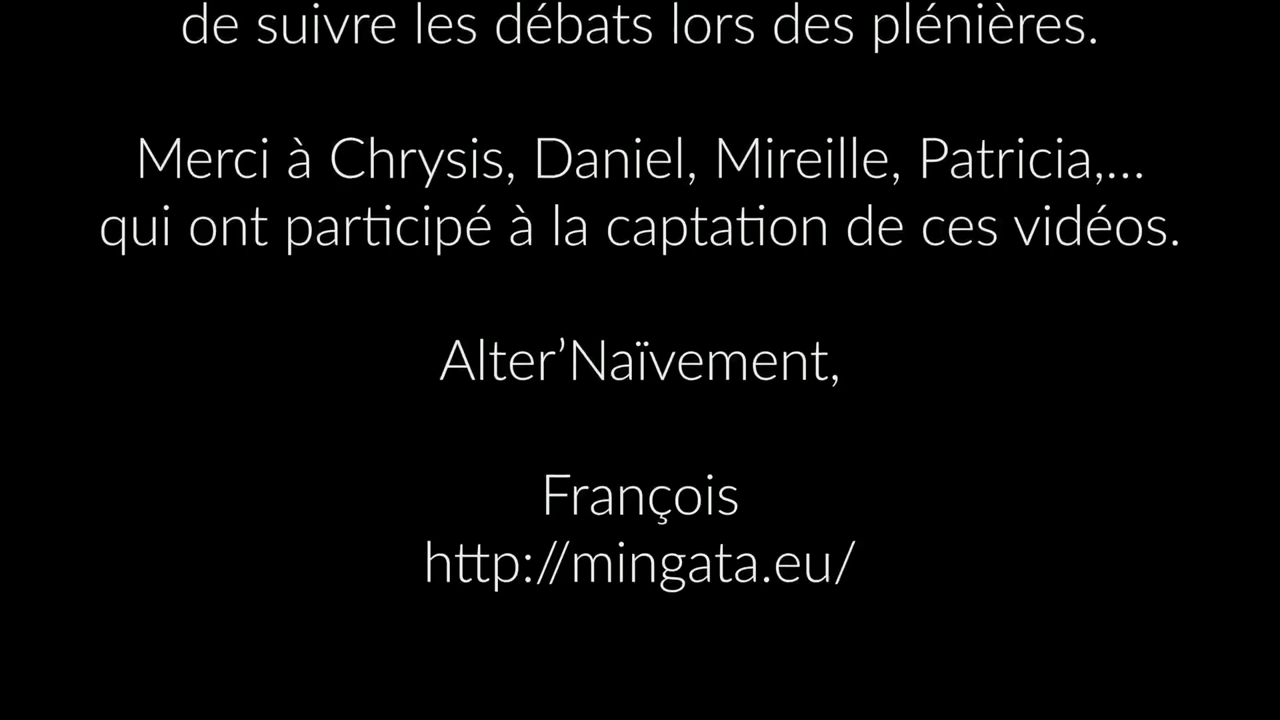 de suivre les débats lors des plénières.
Merci à Chrysis, Daniel, Mireille, Patricia,...
qui ont participé à la captation de ces vidéos.
Alter’Naïvement,
François
http://mingata.eu/